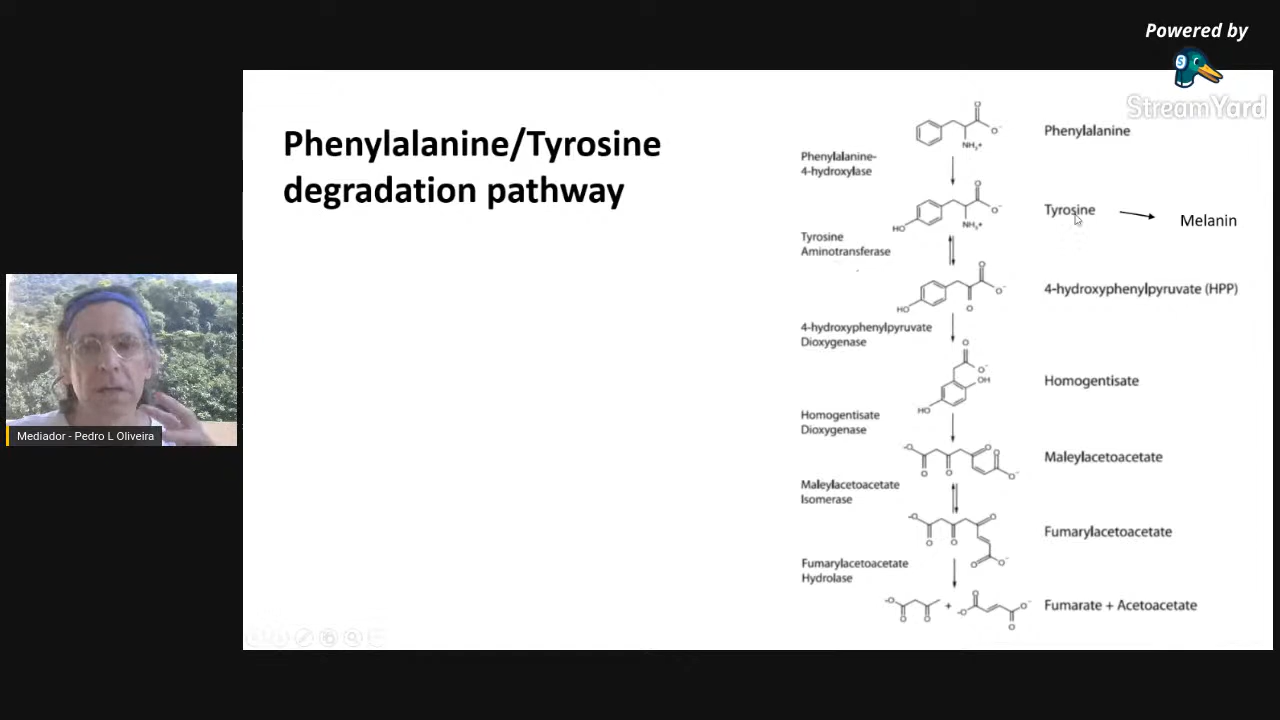 Powered by
StreamYard
Phenylalanine/Tyrosine
degradation pathway
Phenylalanine
Phenylalanine-
4-hydroxylase
Tyrosine
Melanin
Tyrosine
Aminotransferase
4-hydroxyphenylpyruvate (HPP)
4-hydroxyphenylpyruvate
Dioxygenase
Homogentisate
Homogentisate
Dioxygenase
Maleylacetoacetate
Maleylacetoacetate
Isomerase
Fumarylacetoacetate
Fumarylacetoacetate
Hydrolase
Fumarate + Acetoacetate
Mediador - Pedro L Oliveira